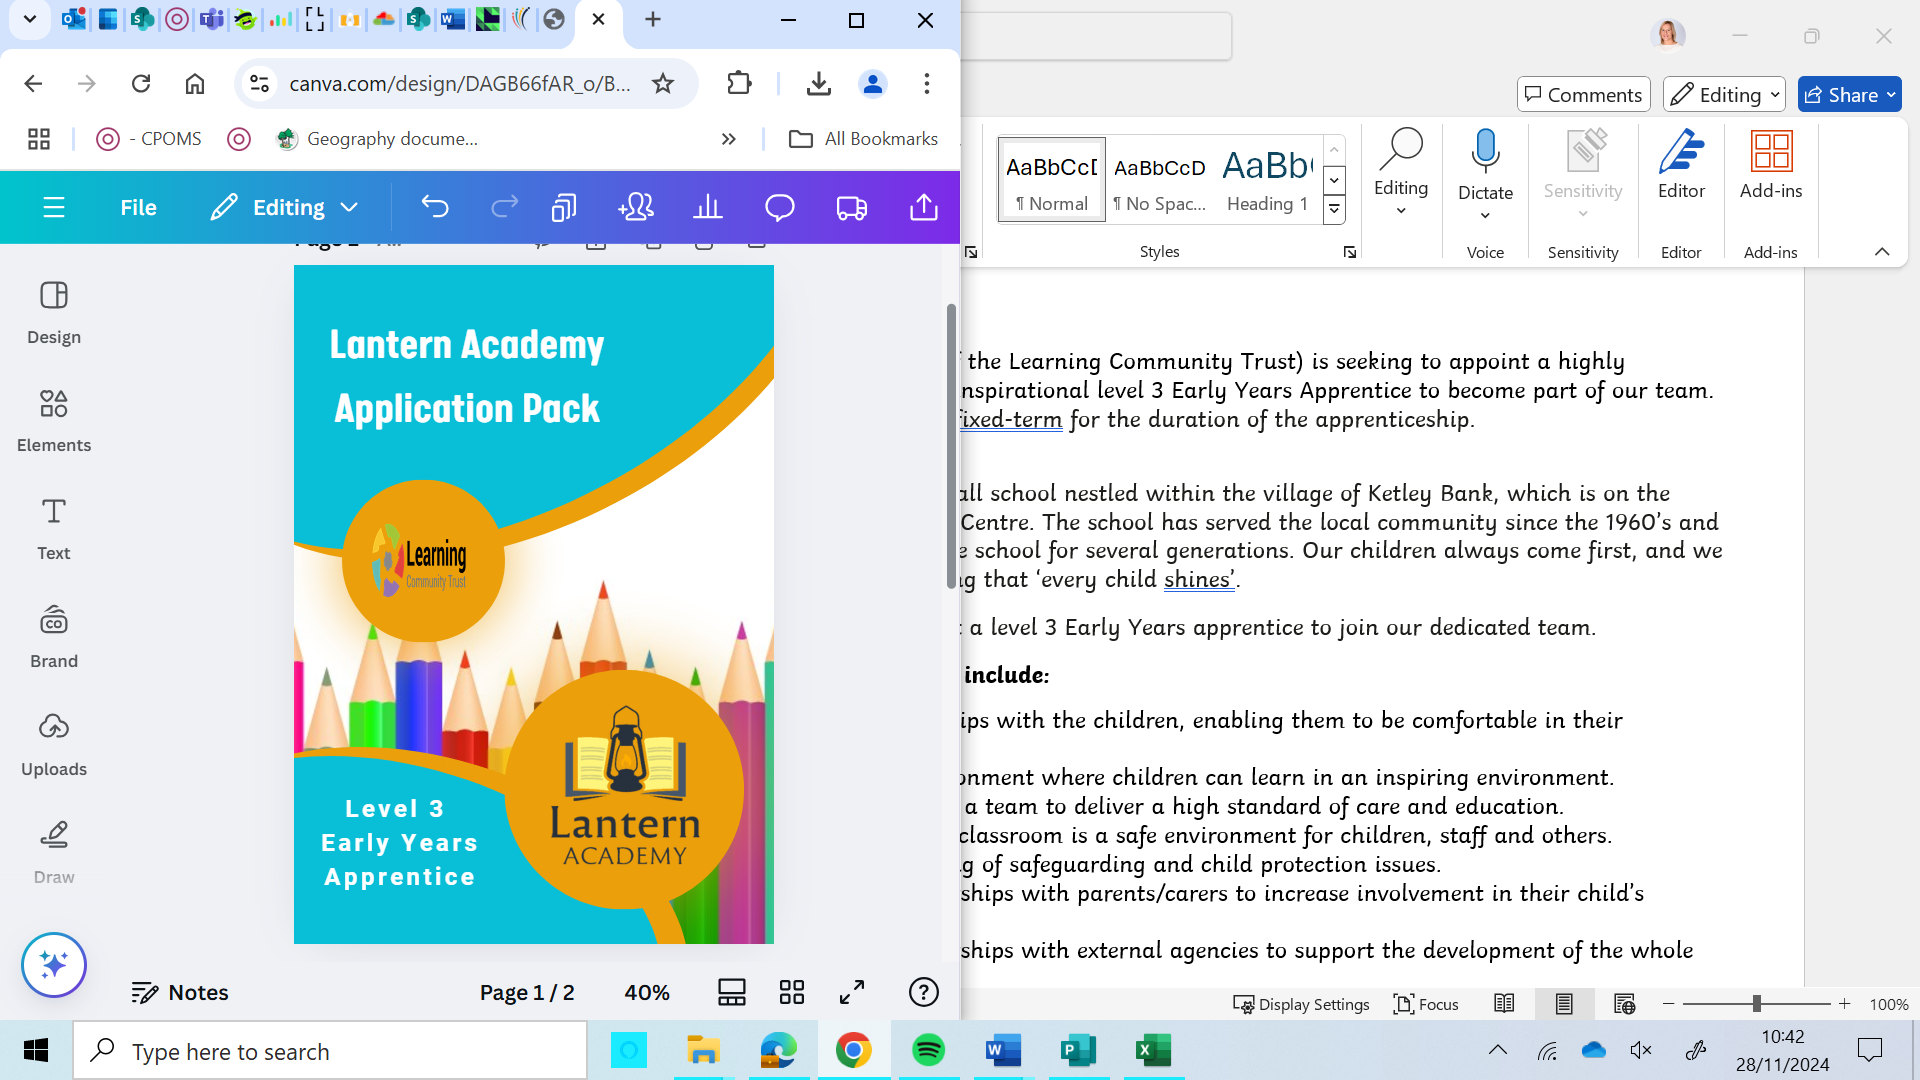 canva.com/design/DAGB66fAR_o/B...
- CPOMS
Geography docume...
All Bookmarks
File
Editing
Design
Elements
Text
Brand
Uploads
Draw
Lantern Academy
Application Pack
Learning
Community Trust
Level 3
Early Years
Apprentice
Lantern
ACADEMY
Notes
Page 1 / 2
40%
Comments
Editing
Share
AaBbCcD
¶ Normal
AaBbCcD
¶ No Spac...
AaBb
Heading 1
Styles
Editing
Dictate
Voice
Sensitivity
Sensitivity
Editor
Editor
Add-ins
Add-ins
the Learning Community Trust) is seeking to appoint a highly
nspirational level 3 Early Years Apprentice to become part of our team.
fixed-term for the duration of the apprenticeship.
all school nestled within the village of Ketley Bank, which is on the
Centre. The school has served the local community since the 1960's and
e school for several generations. Our children always come first, and we
ng that 'every child shines'.
a level 3 Early Years apprentice to join our dedicated team.
include:
ips with the children, enabling them to be comfortable in their
onment where children can learn in an inspiring environment.
a team to deliver a high standard of care and education.
classroom is a safe environment for children, staff and others.
g of safeguarding and child protection issues.
ships with parents/carers to increase involvement in their child's
ships with external agencies to support the development of the whole
Display Settings
Focus
100%
Type here to search
10:42
28/11/2024